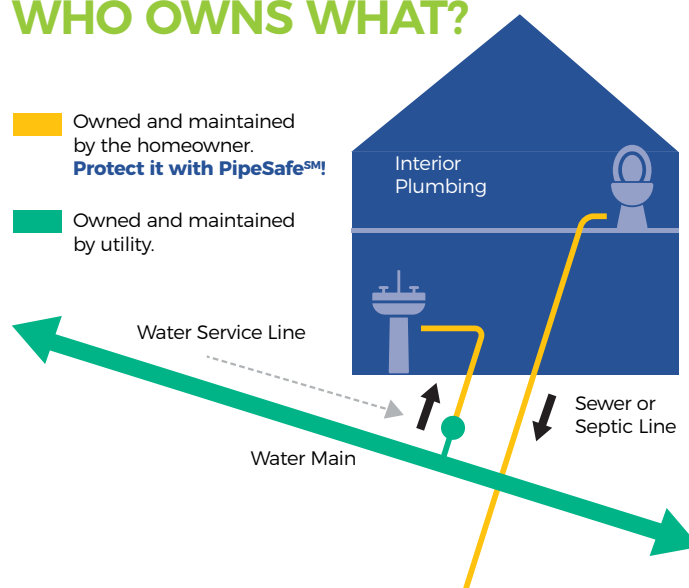 WHO OWNS WHAT?
Owned and maintained
by the homeowner.
Protect it with PipeSafe℠!
Owned and maintained
by utility.
Interior
Plumbing
Water Service Line
Sewer or
Septic Line
Water Main